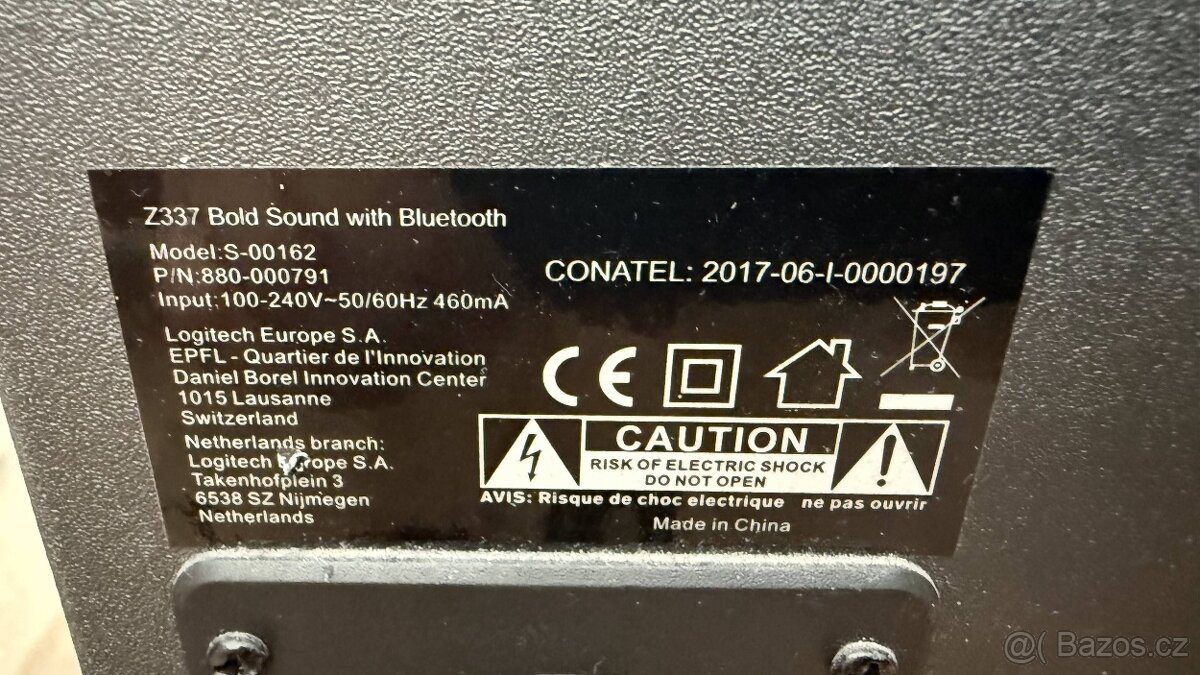 Z337 Bold Sound with Bluetooth
Model:S-00162
P/N:880-000791
Input:100-240V~50/60Hz 460mA
Logitech Europe S.A.
EPFL - Quartier de l'Innovation
Daniel Borel Innovation Center
1015 Lausanne
Switzerland
Netherlands branch:
Logitech Europe S.A.
Takenhofplein 3
6538 SZ Nijmegen
Netherlands
CONATEL: 2017-06-I-0000197
CE
CAUTION
RISK OF ELECTRIC SHOCK
DO NOT OPEN
AVIS: Risque de choc electrique ne pas ouvrir
Made in China
@( Bazos.cz